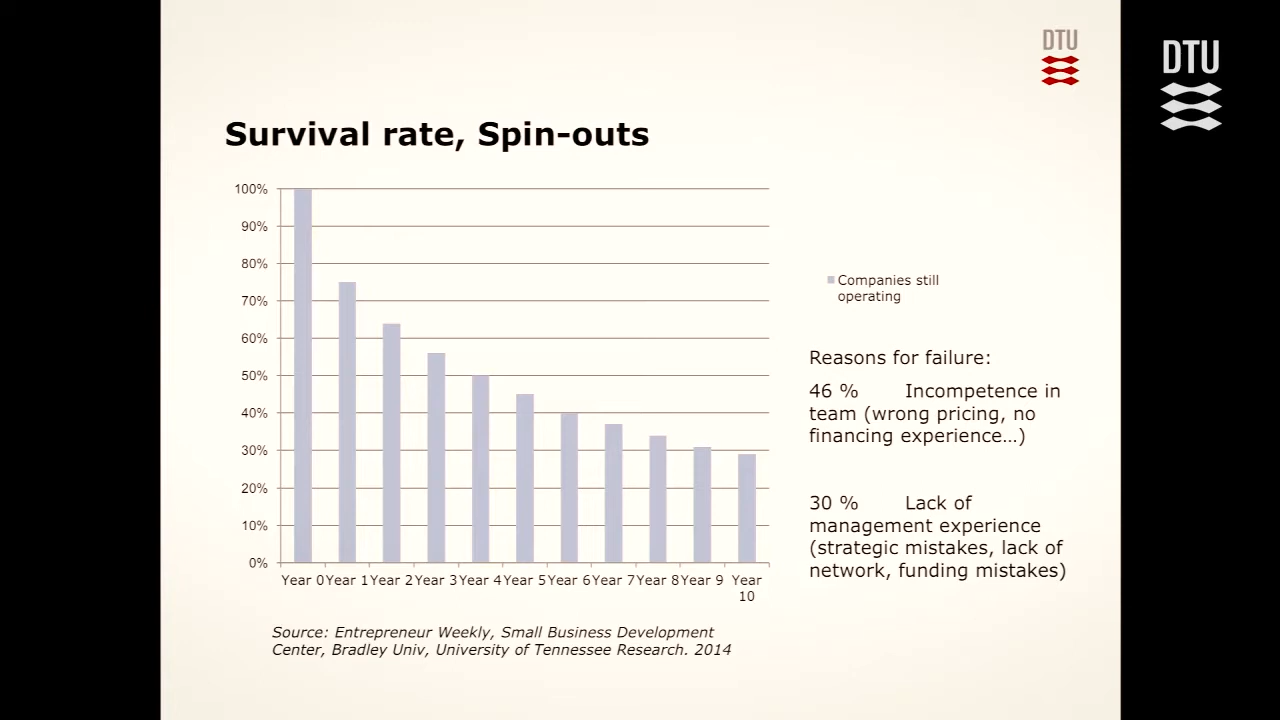 DTU
DTU
Survival rate, Spin-outs
100%
90%
80%
70%
60%
50%
40%
30%
20%
10%
0%
Year 0 Year 1 Year 2 Year 3 Year 4 Year 5 Year 6 Year 7 Year 8 Year 9 Year
10
Companies still
operating
Reasons for failure:
46 % Incompetence in
team (wrong pricing, no
financing experience…)
30 % Lack of
management experience
(strategic mistakes, lack of
network, funding mistakes)
Source: Entrepreneur Weekly, Small Business Development
Center, Bradley Univ, University of Tennessee Research. 2014